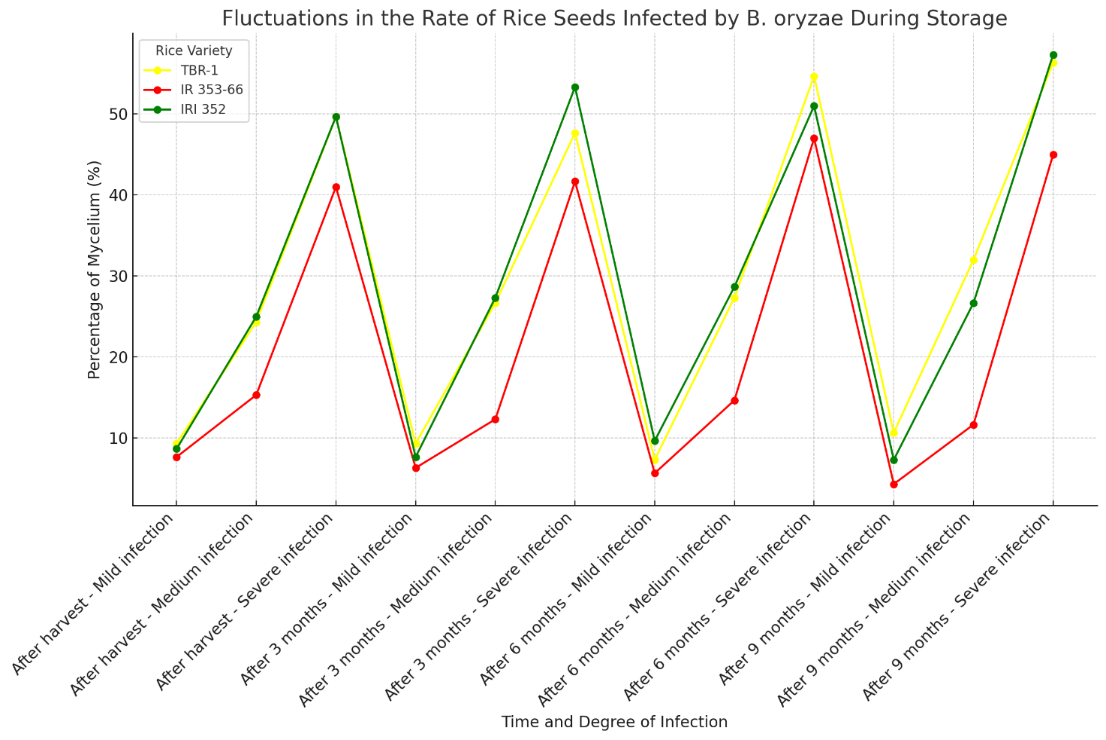 Fluctuations in the Rate of Rice Seeds Infected by B. oryzae During Storage
Rice Variety
TBR-1
IR 353-66
IRI 352
Percentage of Mycelium (%)
50
40
30
20
10
After harvest - Mild infection
After harvest - Medium infection
After harvest - Severe infection
After 3 months - Mild infection
After 3 months - Medium infection
After 3 months - Severe infection
After 6 months - Mild infection
After 6 months - Medium infection
After 6 months - Severe infection
After 9 months - Mild infection
After 9 months - Medium infection
After 9 months - Severe infection
Time and Degree of Infection